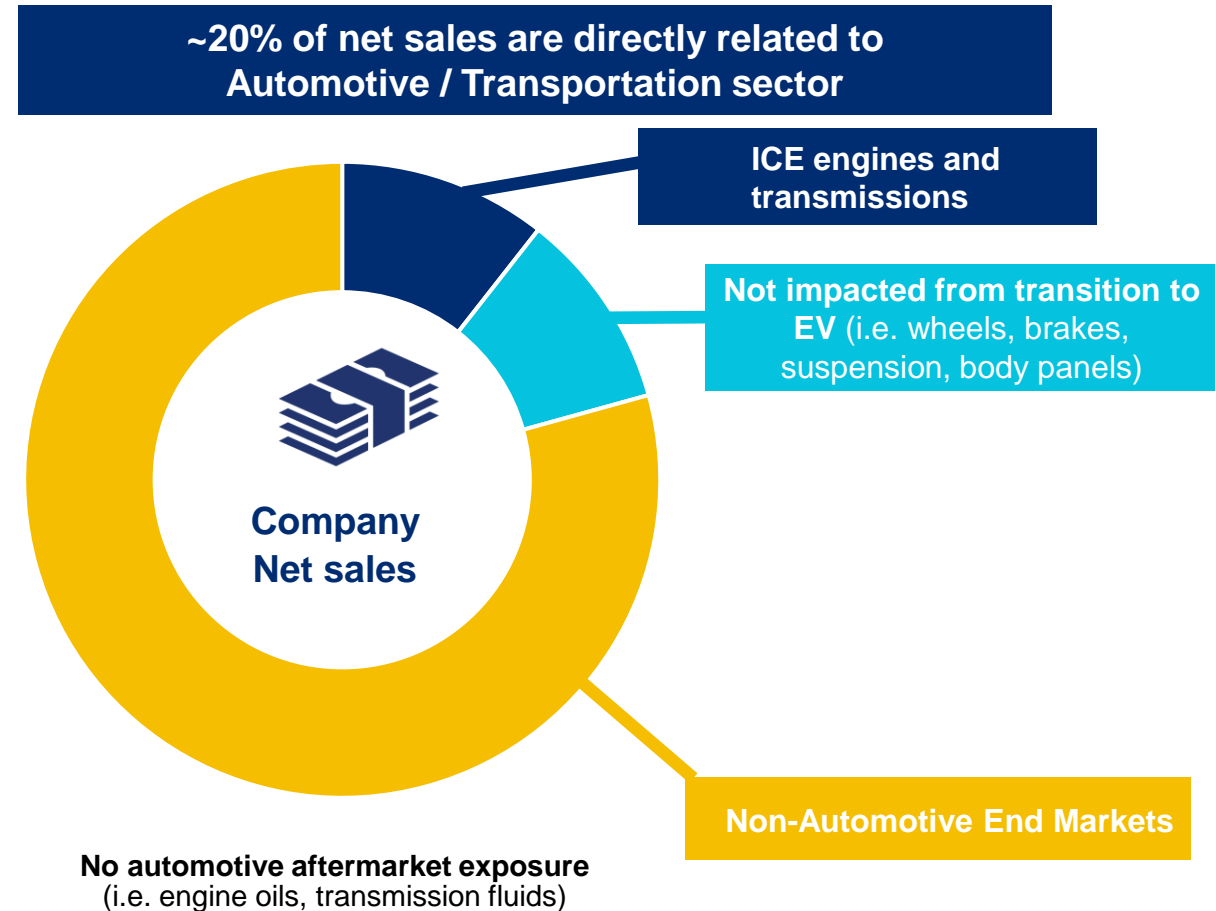 ~20% of net sales are directly related to
Automotive / Transportation sector
ICE engines and
transmissions
Not impacted from transition to
EV (i.e. wheels, brakes,
suspension, body panels)
Company
Net sales
Non-Automotive End Markets
No automotive aftermarket exposure
(i.e. engine oils, transmission fluids)